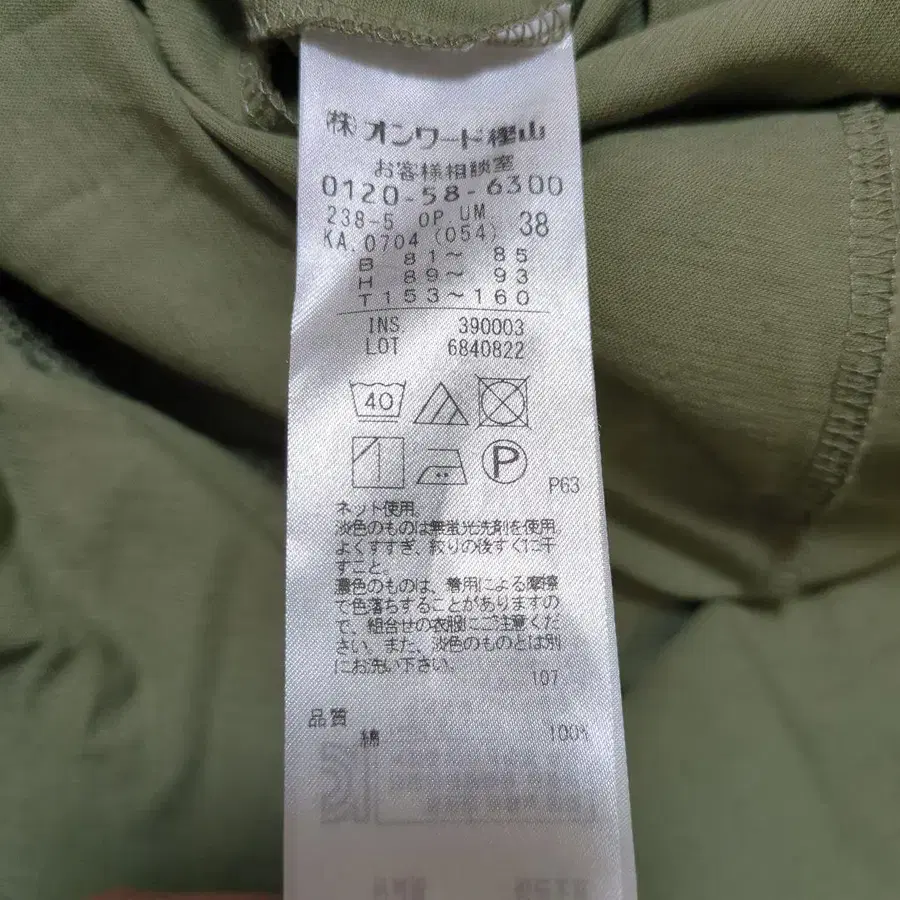 ㈱オンワード樫山
お客様相談室
0120-58-6300
238-5 OP.UM. 38
KA.0704 (054)
B 81～ 85
H 89～ 93
T153～160
INS 390003
LOT 6840822
40
P
P63
ネット使用。
淡色のものは無蛍光洗剤を使用。
よくすすぎ、絞りの後すぐに干
すこと。
濃色のものは、着用による摩擦
で色落ちすることがありますの
で、組合せの衣服にご注意くだ
さい。また、淡色のものとは別
にお洗い下さい。
107
品質
綿 100%